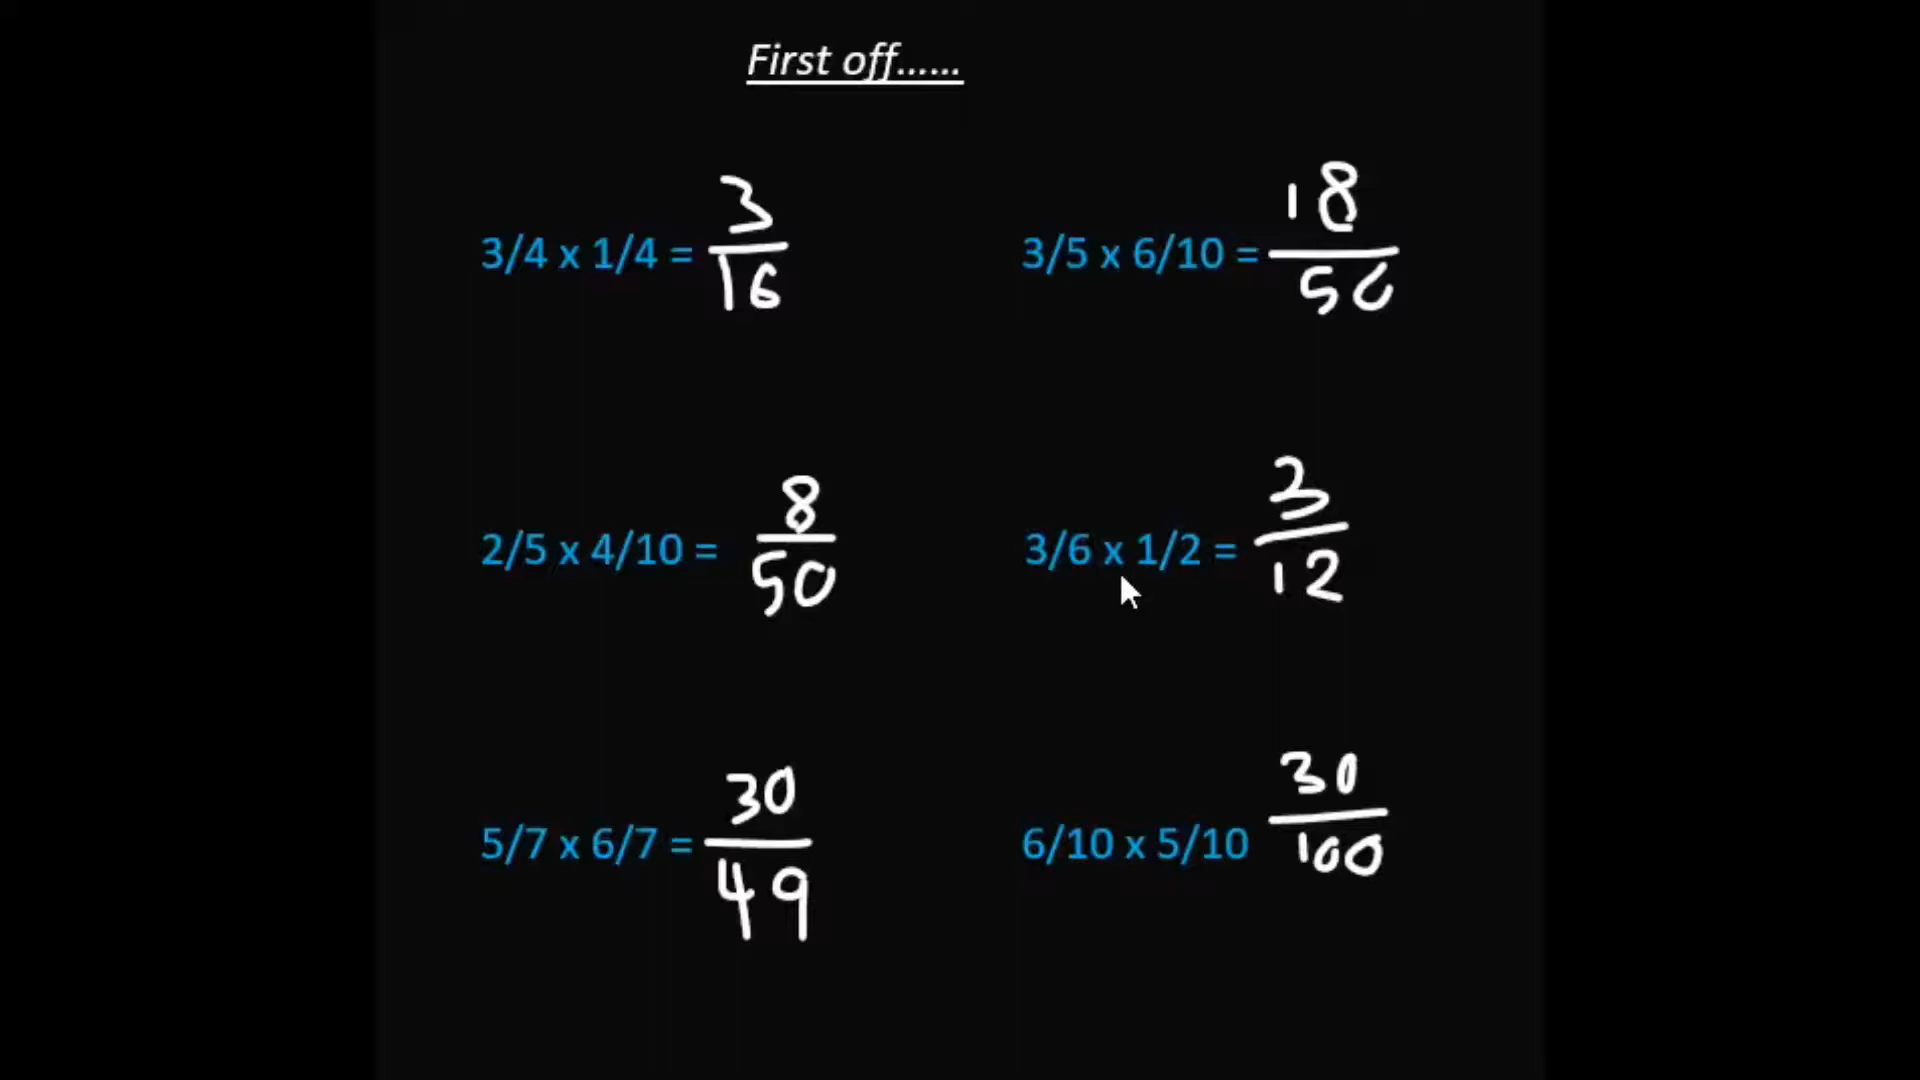 First off......
3/4 x 1/4 = 3/16
3/5 x 6/10 = 18/50
2/5 x 4/10 = 8/50
3/6 x 1/2 = 3/12
5/7 x 6/7 = 30/49
6/10 x 5/10 30/100